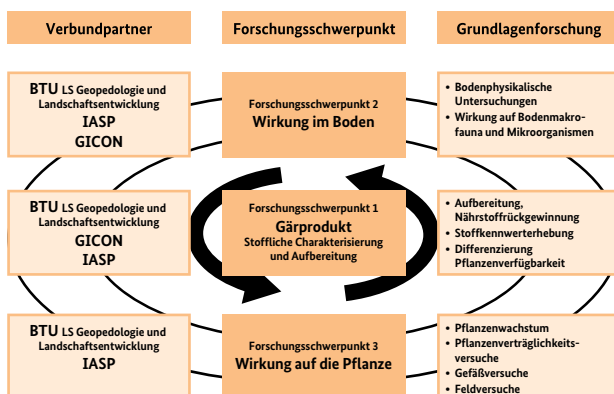 Verbundpartner
Forschungsschwerpunkt
Grundlagenforschung
BTU LS Geopedologie und
Landschaftsentwicklung
IASP
GICON
Forschungsschwerpunkt 2
Wirkung im Boden
• Bodenphysikalische
Untersuchungen
• Wirkung auf Bodenmakro-
fauna und Mikroorganismen
BTU LS Geopedologie und
Landschaftsentwicklung
GICON
IASP
Forschungsschwerpunkt 1
Gärprodukt
Stoffliche Charakterisierung
und Aufbereitung
• Aufbereitung,
Nährstoffrückgewinnung
• Stoffkennwerterhebung
• Differenzierung
Pflanzenverfügbarkeit
BTU LS Geopedologie und
Landschaftsentwicklung
IASP
Forschungsschwerpunkt 3
Wirkung auf die Pflanze
• Pflanzenwachstum
• Pflanzenverträglichkeits-
versuche
• Gefäßversuche
• Feldversuche